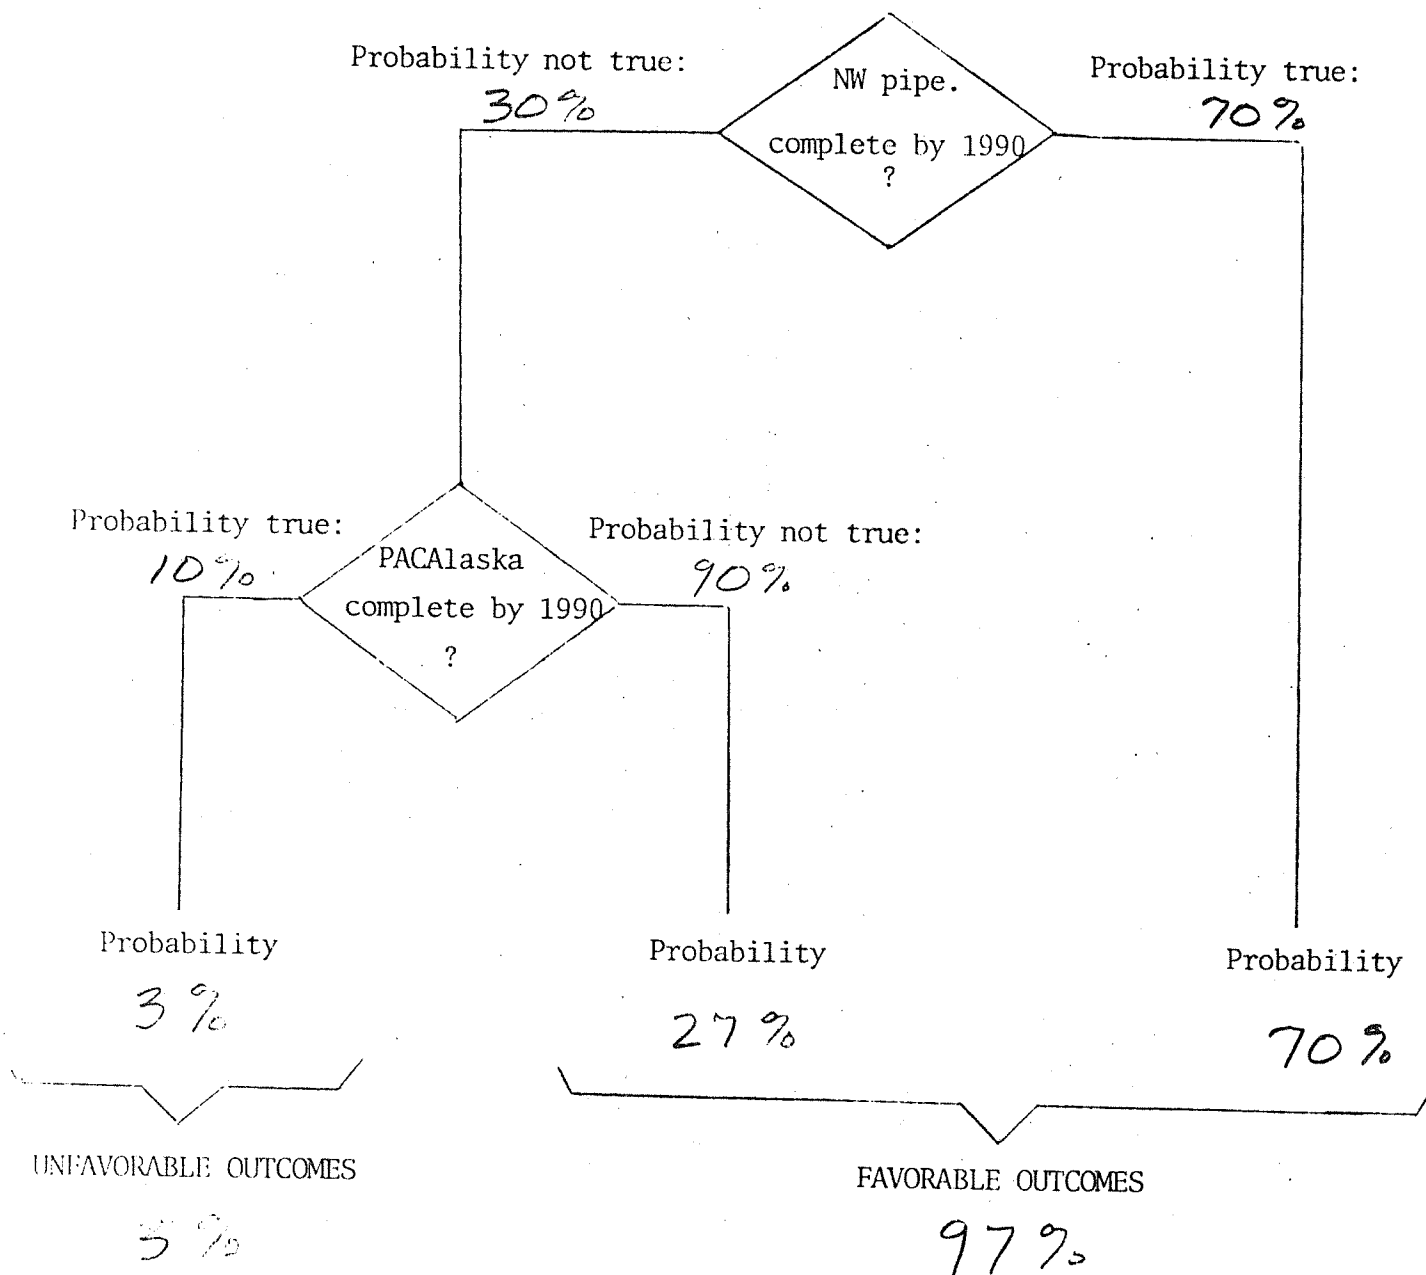 Probability not true:
30%
NW pipe.
complete by 1990
?
Probability true:
70%
Probability true:
10%
PACAlaska
complete by 1990
?
Probability not true:
90%
Probability
3%
Probability
27%
Probability
70%
UNFAVORABLE OUTCOMES
3%
FAVORABLE OUTCOMES
97%